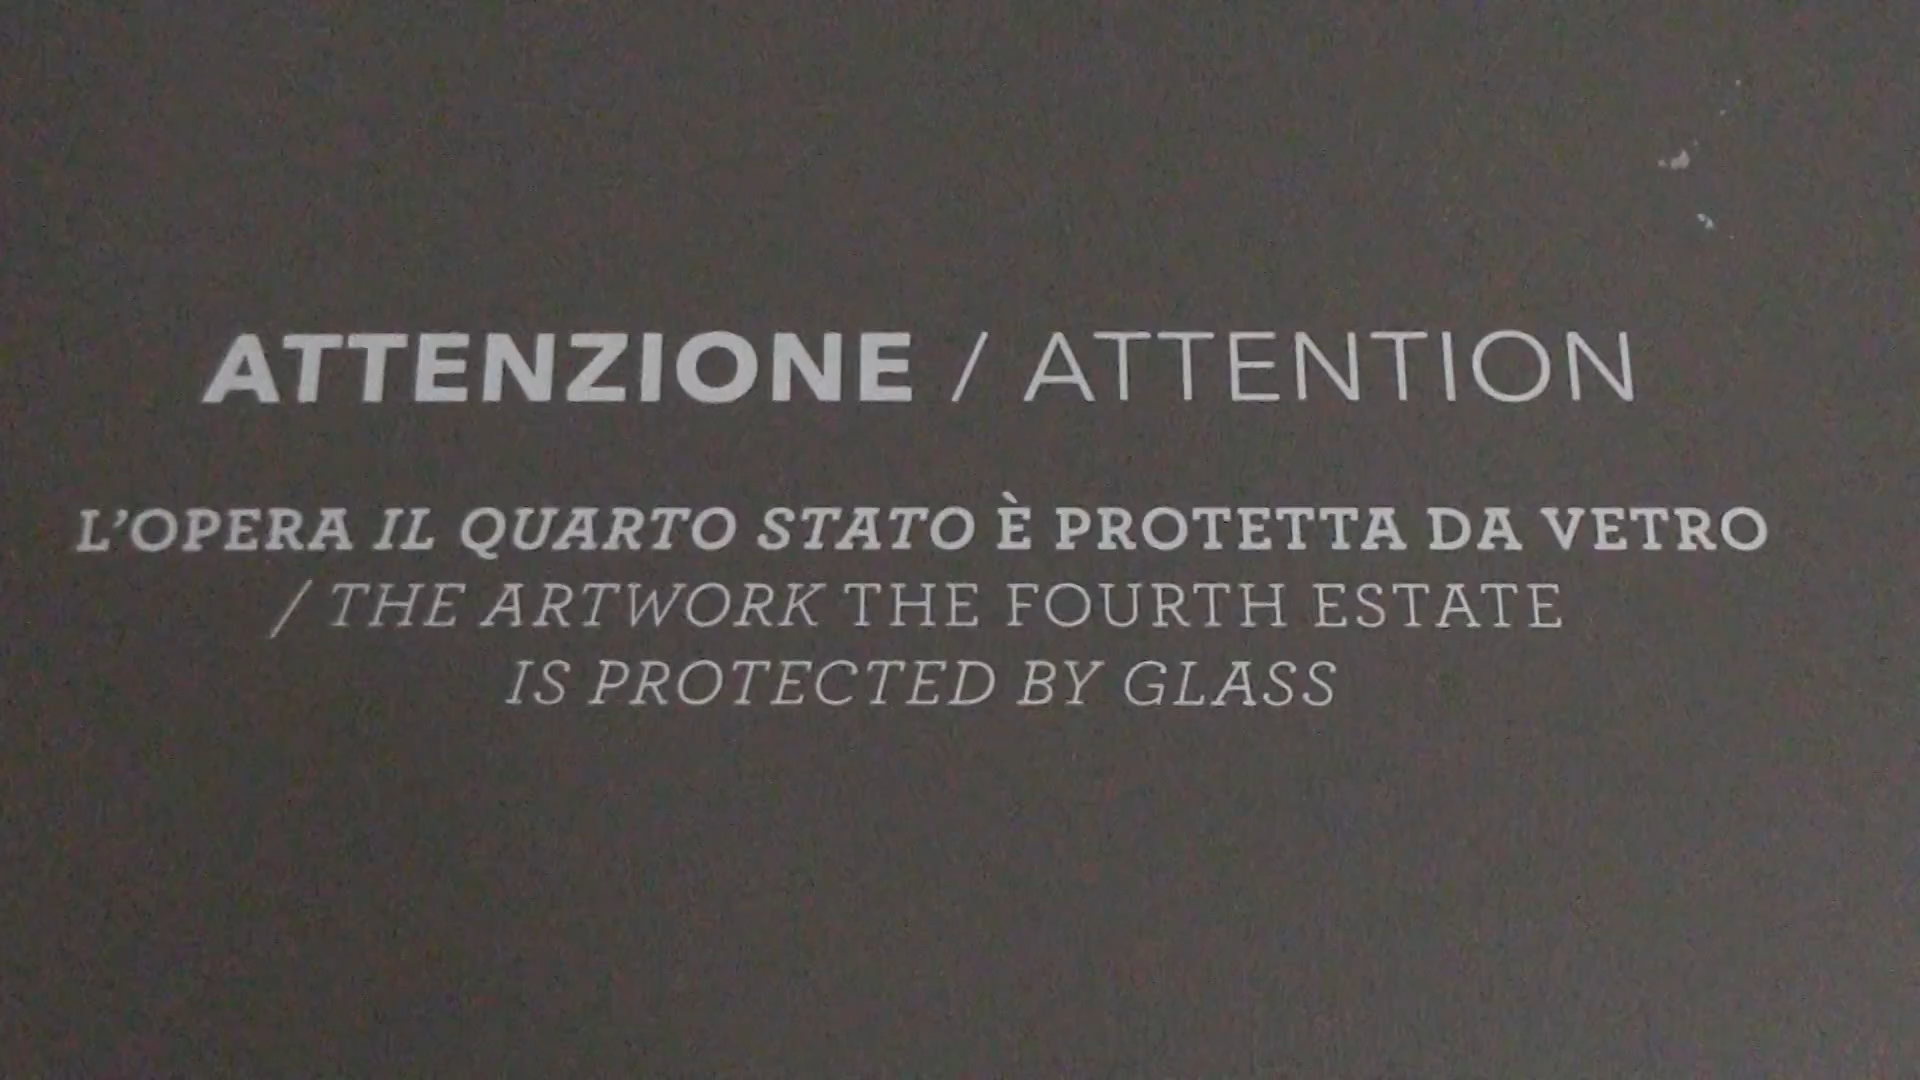 ATTENZIONE / ATTENTION
L’OPERA IL QUARTO STATO È PROTETTA DA VETRO
/ THE ARTWORK THE FOURTH ESTATE
IS PROTECTED BY GLASS